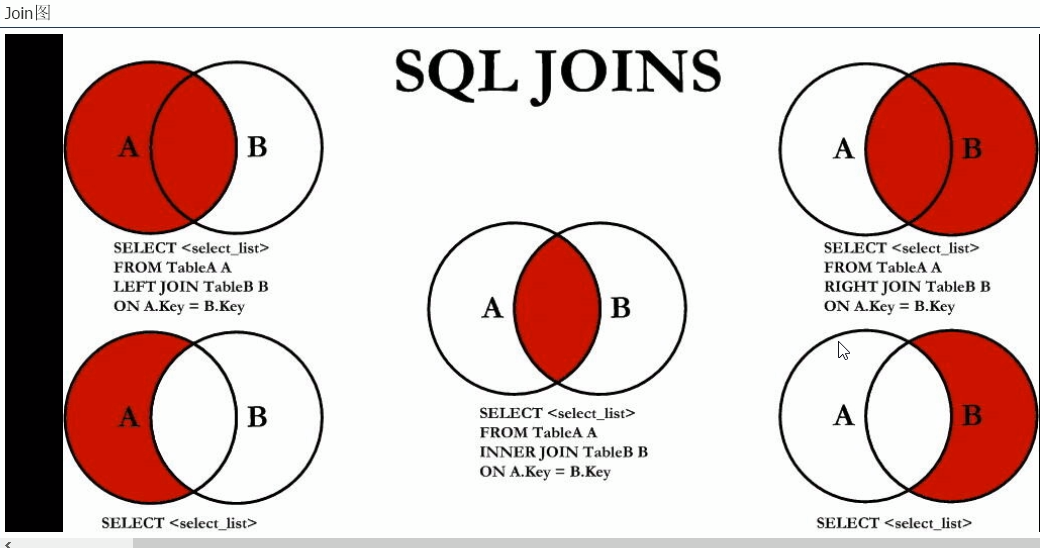 Join图
SQL JOINS
A B
SELECT <select_list>
FROM TableA A
LEFT JOIN TableB B
ON A.Key = B.Key
A B
SELECT <select_list>
FROM TableA A
RIGHT JOIN TableB B
ON A.Key = B.Key
A B
SELECT <select_list>
FROM TableA A
INNER JOIN TableB B
ON A.Key = B.Key
A B
SELECT <select_list>
A B
SELECT <select_list>